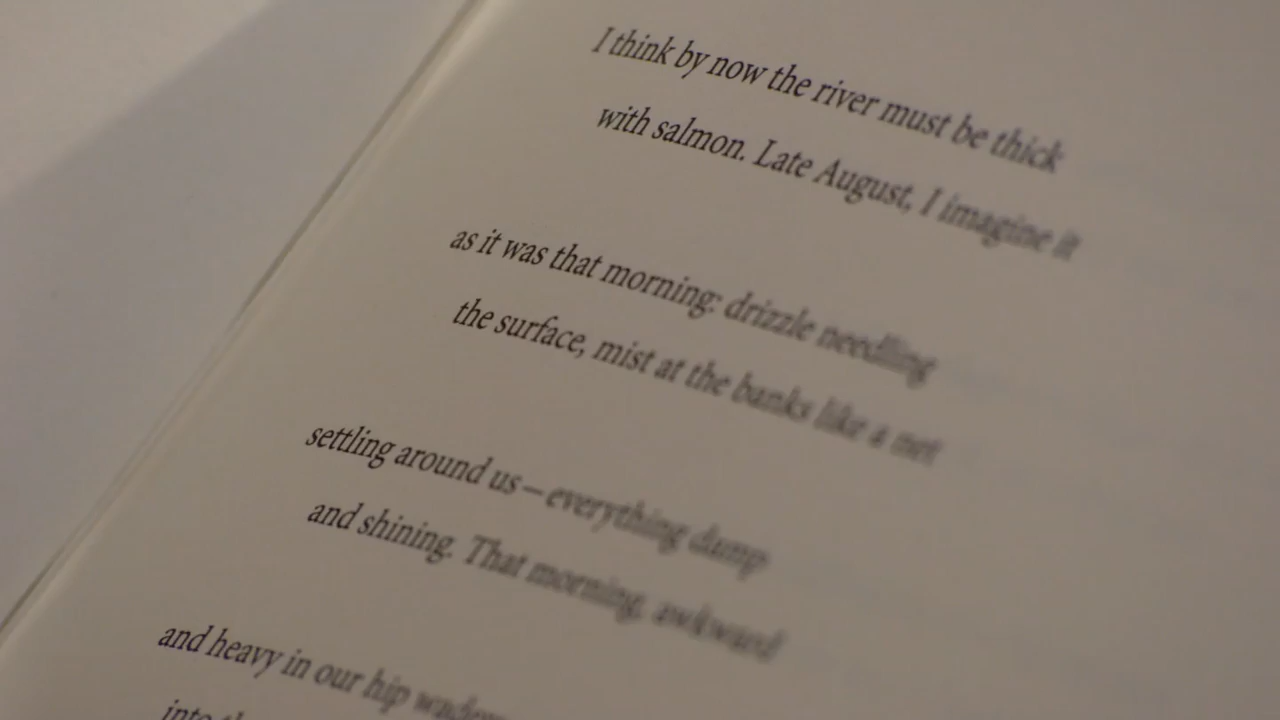 I think by now the river must be thick
with salmon. Late August, I imagine it
as it was that morning: drizzle needling
the surface, mist at the banks like a net
settling around us – everything damp
and shining. That morning, awkward
and heavy in our hip waders
into